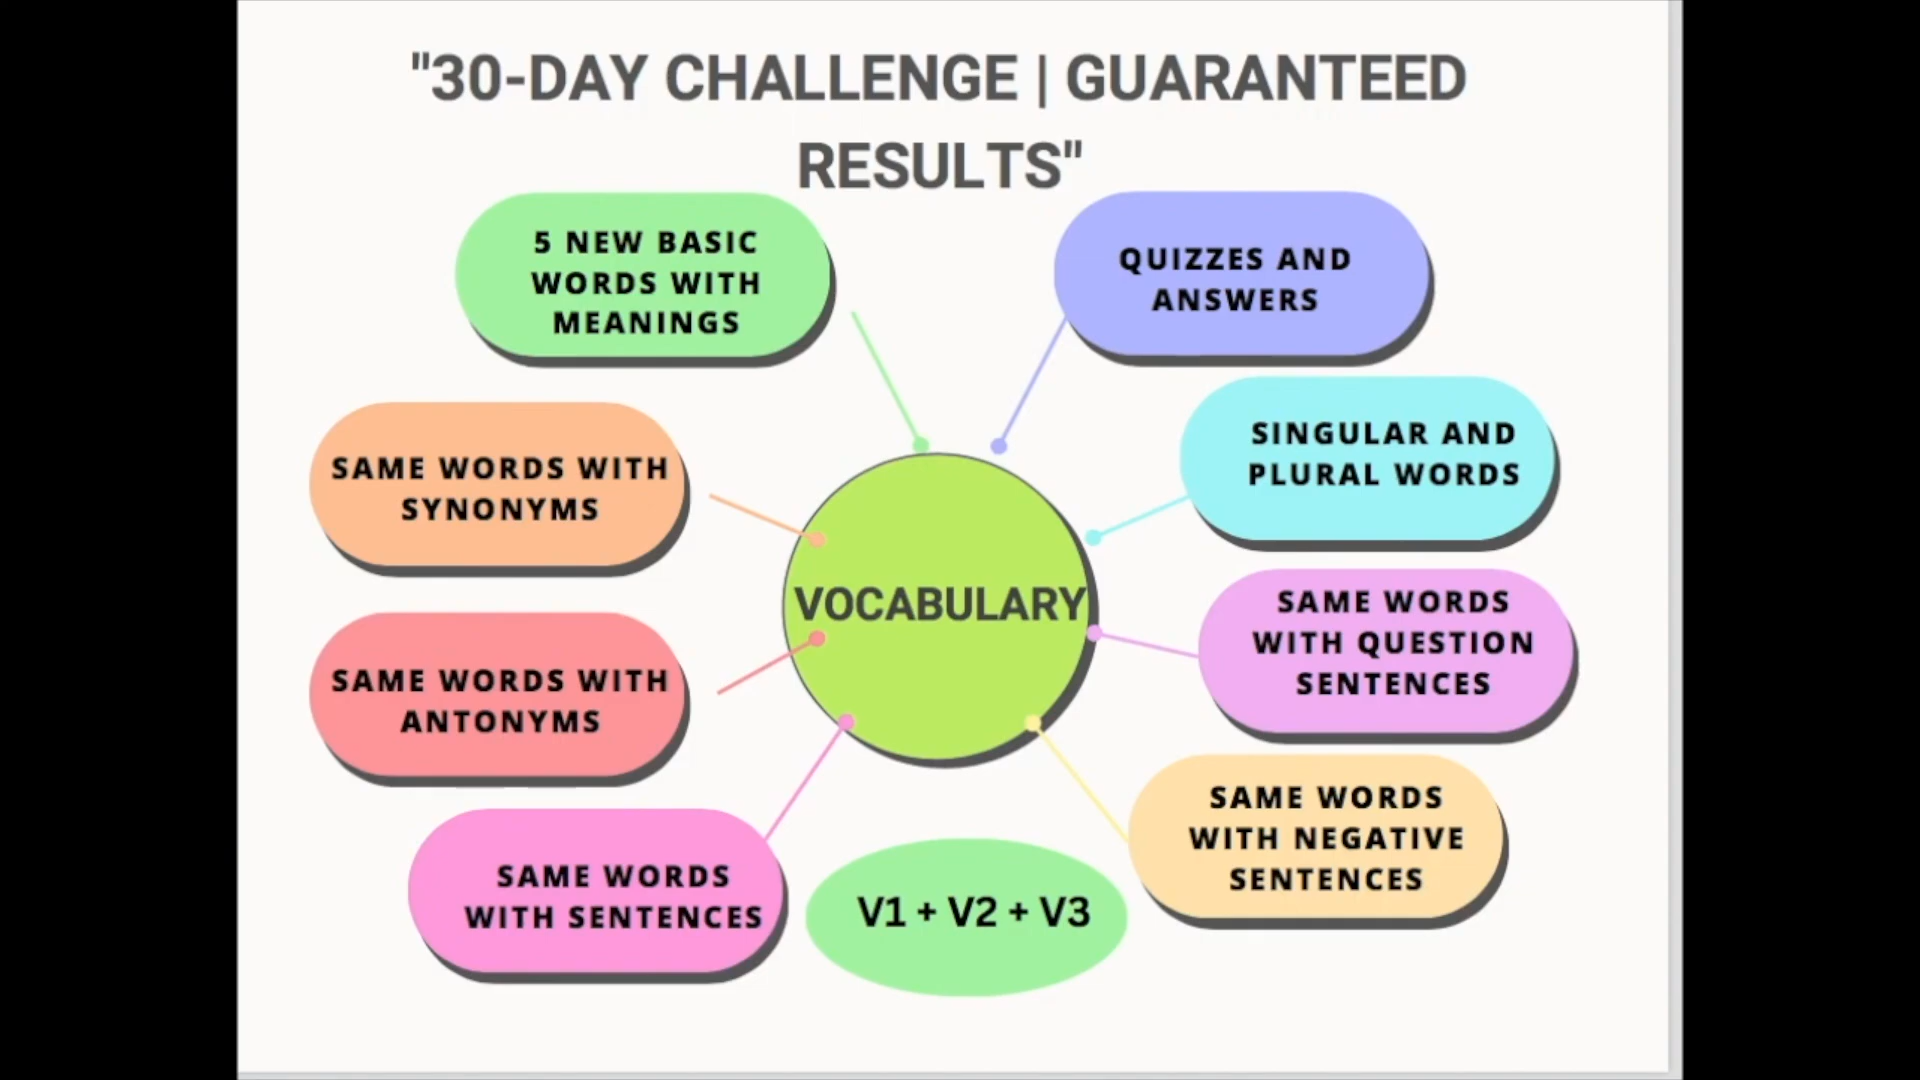 "30-DAY CHALLENGE | GUARANTEED
RESULTS"
5 NEW BASIC
WORDS WITH
MEANINGS
QUIZZES AND
ANSWERS
SAME WORDS WITH
SYNONYMS
SINGULAR AND
PLURAL WORDS
VOCABULARY
SAME WORDS
WITH QUESTION
SENTENCES
SAME WORDS WITH
ANTONYMS
SAME WORDS
WITH NEGATIVE
SENTENCES
SAME WORDS
WITH SENTENCES
V1 + V2 + V3